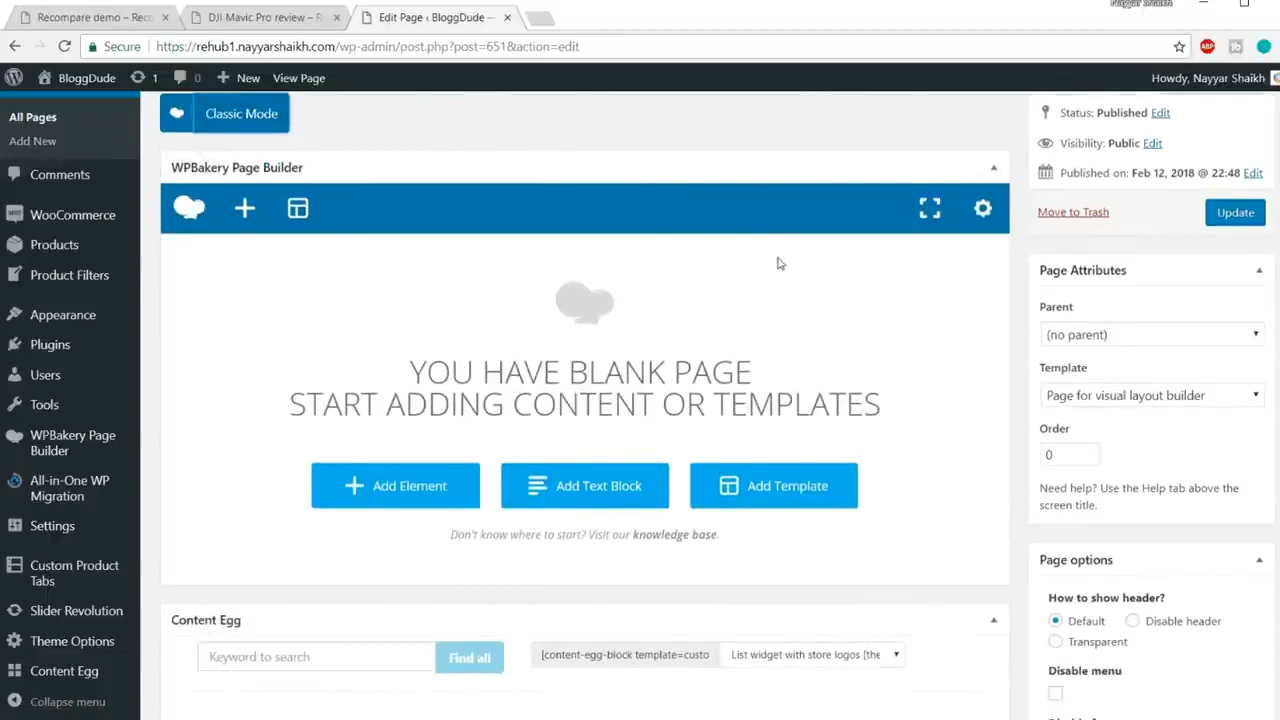 Recompare demo – Reco
DJI Mavic Pro review – R
Edit Page ‹ BloggDude —
Nayyar Shaikh
Secure
https://rehub1.nayyarshaikh.com/wp-admin/post.php?post=651&action=edit
ABP
BloggDude
1
0
New
View Page
Howdy, Nayyar Shaikh
All Pages
Add New
Comments
WooCommerce
Products
Product Filters
Appearance
Plugins
Users
Tools
WPBakery Page
Builder
All-in-One WP
Migration
Settings
Custom Product
Tabs
Slider Revolution
Theme Options
Content Egg
Collapse menu
Classic Mode
WPBakery Page Builder
YOU HAVE BLANK PAGE
START ADDING CONTENT OR TEMPLATES
Add Element
Add Text Block
Add Template
Don't know where to start? Visit our knowledge base.
Content Egg
Keyword to search
Find all
[content-egg-block template=custo
List widget with store logos (the
Status: Published Edit
Visibility: Public Edit
Published on: Feb 12, 2018 @ 22:48 Edit
Move to Trash
Update
Page Attributes
Parent
(no parent)
Template
Page for visual layout builder
Order
0
Need help? Use the Help tab above the
screen title.
Page options
How to show header?
Default
Disable header
Transparent
Disable menu